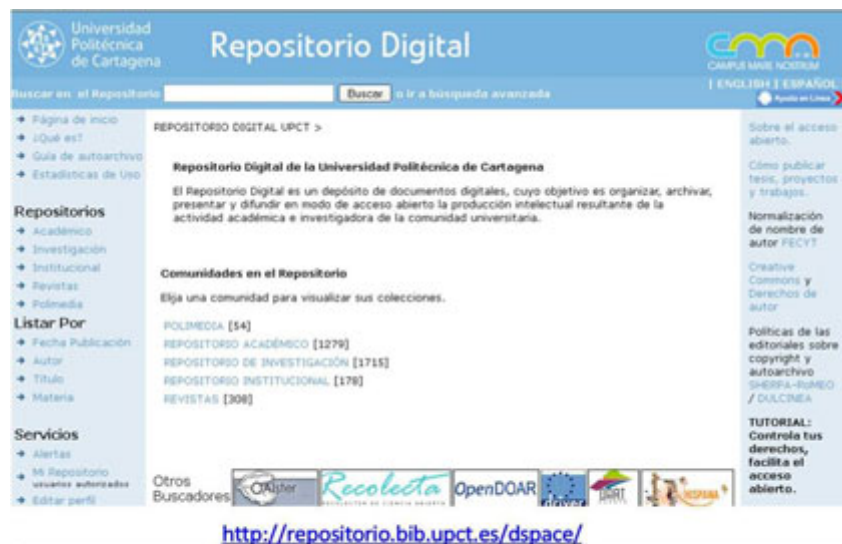 Universidad
Politécnica
de Cartagena
Repositorio Digital
CAMPUS MARE NOSTRUM
Buscar en el Repositorio
Buscar
o ir a búsqueda avanzada
| ENGLISH | ESPAÑOL
Ayuda en Línea
Página de inicio
¿Qué es?
Guía de autoarchivo
Estadísticas de Uso
Repositorios
Académico
Investigación
Institucional
Revistas
Polimedia
Listar Por
Fecha Publicación
Autor
Título
Materia
Servicios
Alertas
Mi Repositorio
usuarios autorizados
Editar perfil
REPOSITORIO DIGITAL UPCT >
Repositorio Digital de la Universidad Politécnica de Cartagena
El Repositorio Digital es un depósito de documentos digitales, cuyo objetivo es organizar, archivar,
presentar y difundir en modo de acceso abierto la producción intelectual resultante de la
actividad académica e investigadora de la comunidad universitaria.
Comunidades en el Repositorio
Elija una comunidad para visualizar sus colecciones.
POLIMEDIA [54]
REPOSITORIO ACADÉMICO [1279]
REPOSITORIO DE INVESTIGACIÓN [1715]
REPOSITORIO INSTITUCIONAL [178]
REVISTAS [308]
Otros
Buscadores
OAIster
Recolecta
OpenDOAR
driver
HISPANA
Sobre el acceso
abierto.
Cómo publicar
tesis, proyectos
y trabajos.
Normalización
de nombre de
autor FECYT
Creative
Commons y
Derechos de
autor
Políticas de las
editoriales sobre
copyright y
autoarchivo
SHERPA-RoMEO
/ DULCINEA
TUTORIAL:
Controla tus
derechos,
facilita el
acceso
abierto.
http://repositorio.bib.upct.es/dspace/